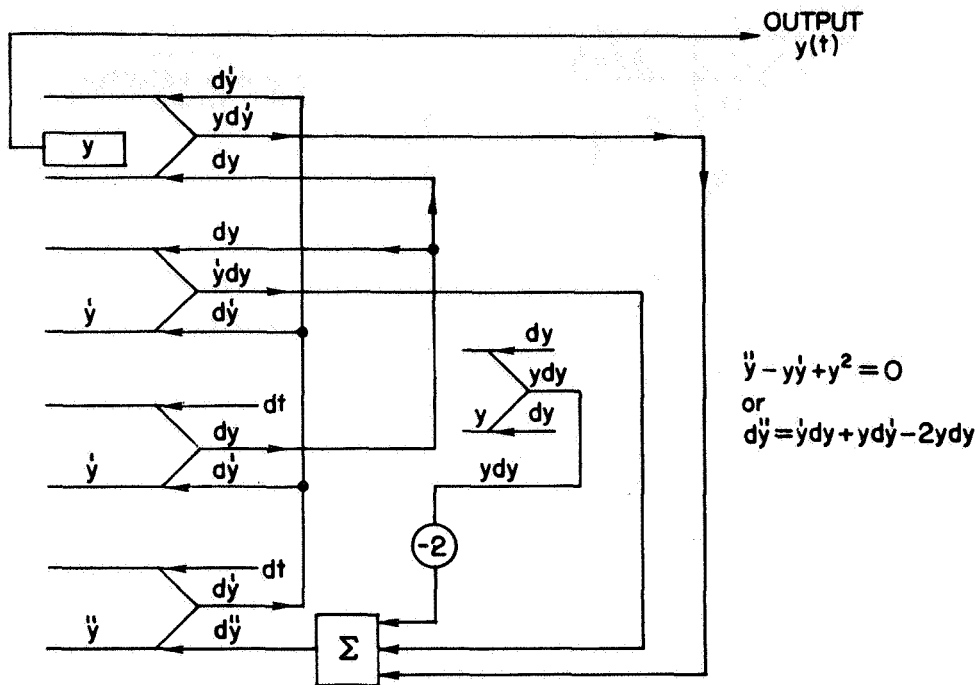 OUTPUT
y(t)
dẏ
y dẏ
y
dy
dy
ẏdy
ẏ
dẏ
dy
ydy
y
dy
ÿ - yẏ + y² = 0
or
dÿ = ẏdy + ydẏ - 2ydy
dt
dy
ẏ
dẏ
ydy
-2
dt
dẏ
ÿ
dÿ
Σ